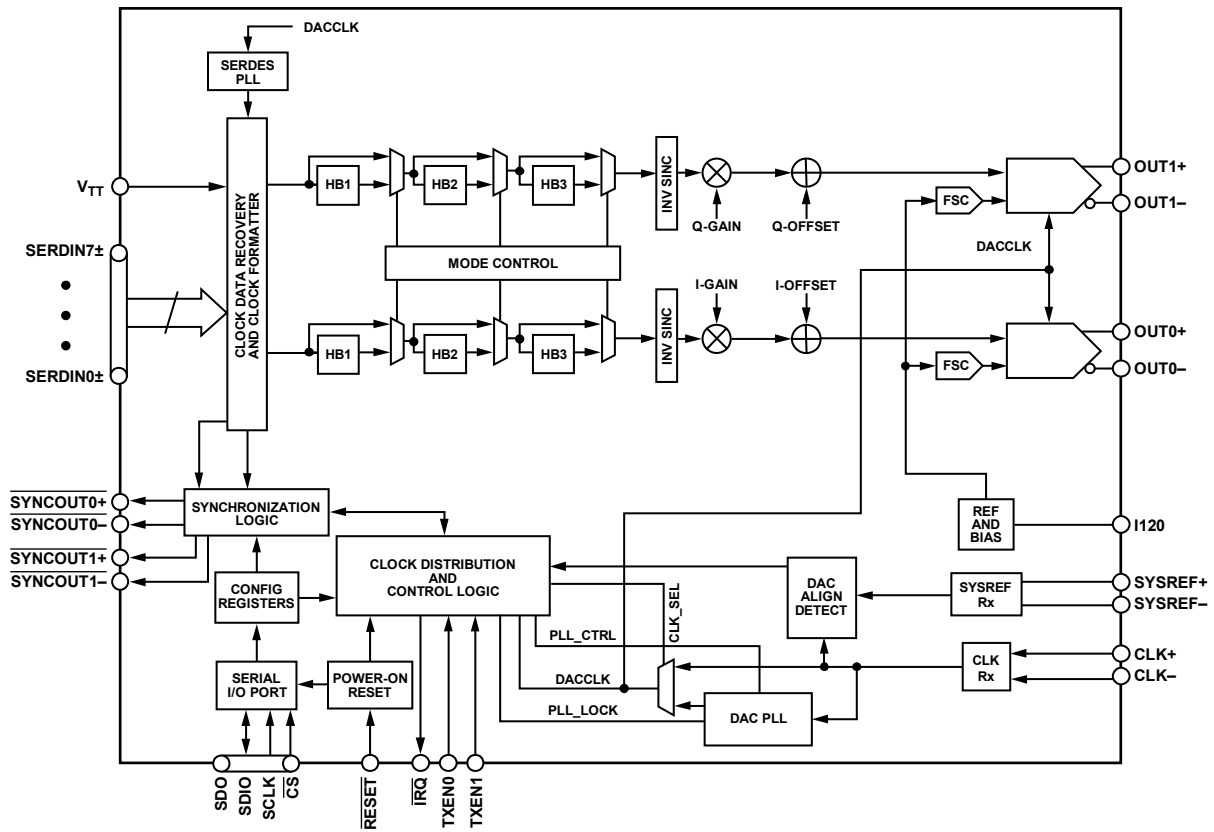 DACCLK
SERDES
PLL
CLOCK DATA RECOVERY
AND CLOCK FORMATTER
VTT
SERDIN7±
SERDIN0±
HB1
HB2
HB3
INV SINC
Q-GAIN
Q-OFFSET
FSC
OUT1+
OUT1–
DACCLK
MODE CONTROL
I-GAIN
I-OFFSET
HB1
HB2
HB3
INV SINC
FSC
OUT0+
OUT0–
SYNCOUT0+
SYNCOUT0–
SYNCOUT1+
SYNCOUT1–
SYNCHRONIZATION
LOGIC
REF
AND
BIAS
I120
CLOCK DISTRIBUTION
AND
CONTROL LOGIC
CONFIG
REGISTERS
CLK_SEL
DAC
ALIGN
DETECT
SYSREF
Rx
SYSREF+
SYSREF–
PLL_CTRL
CLK
Rx
CLK+
CLK–
SERIAL
I/O PORT
POWER-ON
RESET
DACCLK
PLL_LOCK
DAC PLL
SDO
SDIO
SCLK
CS
RESET
IRQ
TXEN0
TXEN1